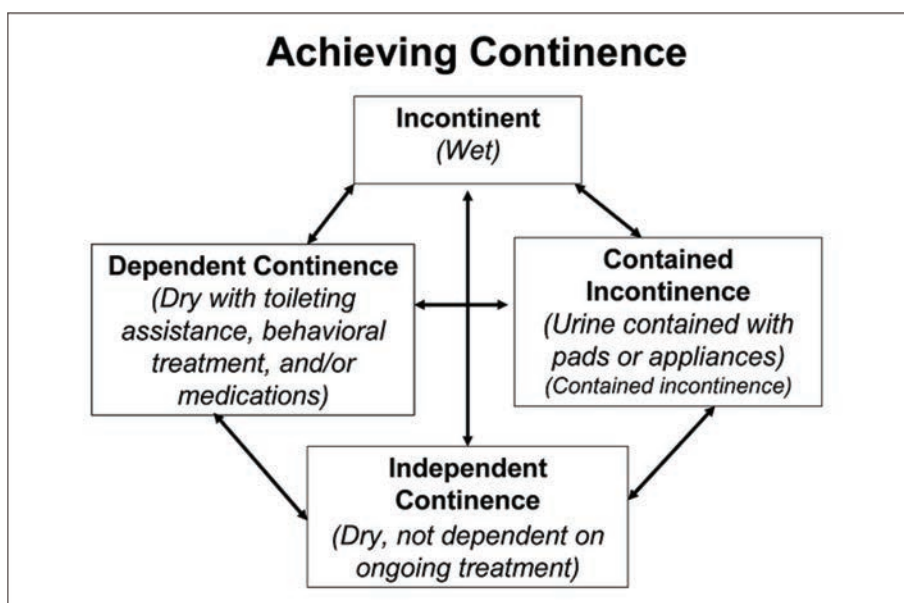 Achieving Continence
Incontinent
(Wet)
Dependent Continence
(Dry with toileting
assistance, behavioral
treatment, and/or
medications)
Contained
Incontinence
(Urine contained with
pads or appliances)
(Contained incontinence)
Independent
Continence
(Dry, not dependent on
ongoing treatment)